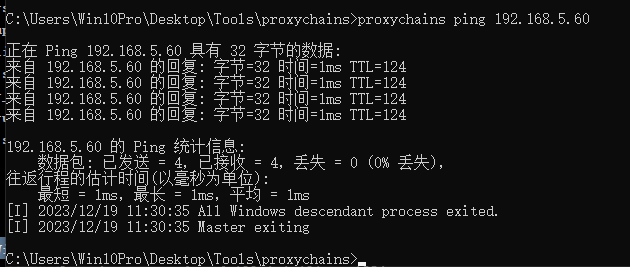 C:\Users\Win10Pro\Desktop\Tools\proxychains>proxychains ping 192.168.5.60
正在 Ping 192.168.5.60 具有 32 字节的数据:
来自 192.168.5.60 的回复: 字节=32 时间=1ms TTL=124
来自 192.168.5.60 的回复: 字节=32 时间=1ms TTL=124
来自 192.168.5.60 的回复: 字节=32 时间=1ms TTL=124
来自 192.168.5.60 的回复: 字节=32 时间=1ms TTL=124
192.168.5.60 的 Ping 统计信息:
数据包: 已发送 = 4, 已接收 = 4, 丢失 = 0 (0% 丢失),
往返行程的估计时间(以毫秒为单位):
最短 = 1ms, 最长 = 1ms, 平均 = 1ms
[I] 2023/12/19 11:30:35 All Windows descendant process exited.
[I] 2023/12/19 11:30:35 Master exiting
C:\Users\Win10Pro\Desktop\Tools\proxychains>